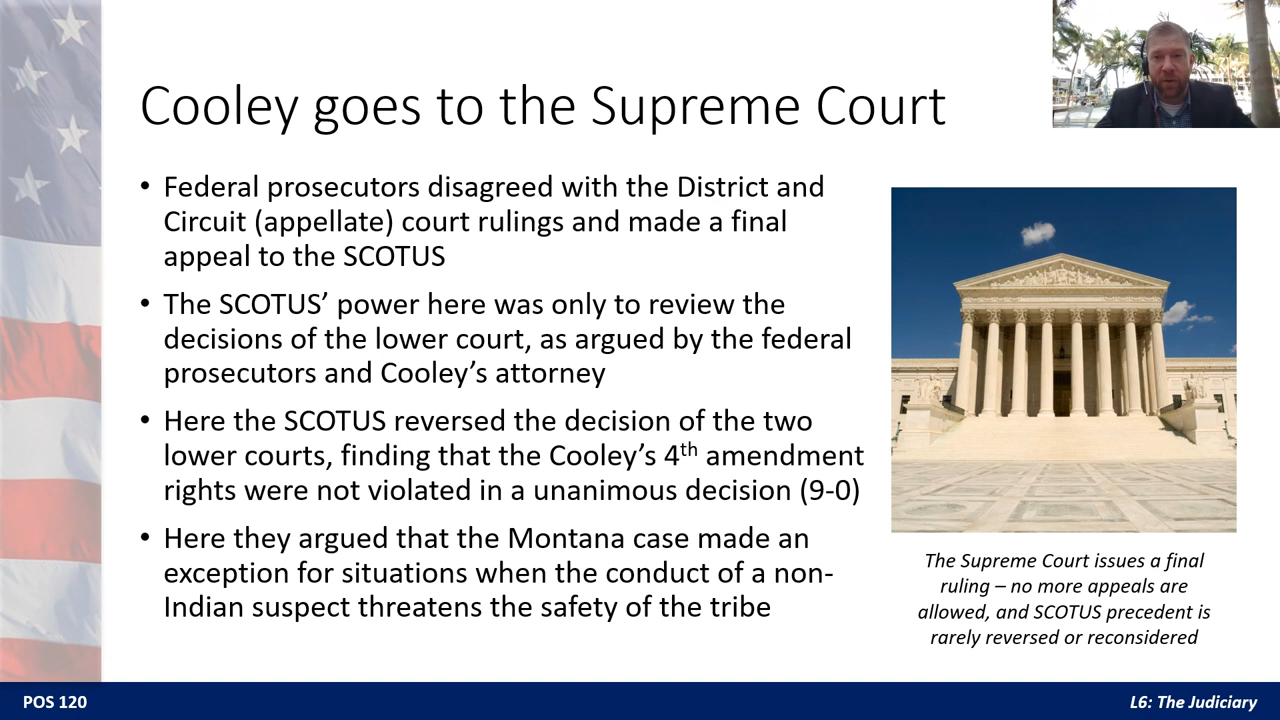 Cooley goes to the Supreme Court
• Federal prosecutors disagreed with the District and
Circuit (appellate) court rulings and made a final
appeal to the SCOTUS
• The SCOTUS’ power here was only to review the
decisions of the lower court, as argued by the federal
prosecutors and Cooley’s attorney
• Here the SCOTUS reversed the decision of the two
lower courts, finding that the Cooley’s 4th amendment
rights were not violated in a unanimous decision (9-0)
• Here they argued that the Montana case made an
exception for situations when the conduct of a non-
Indian suspect threatens the safety of the tribe
The Supreme Court issues a final
ruling – no more appeals are
allowed, and SCOTUS precedent is
rarely reversed or reconsidered
POS 120
L6: The Judiciary